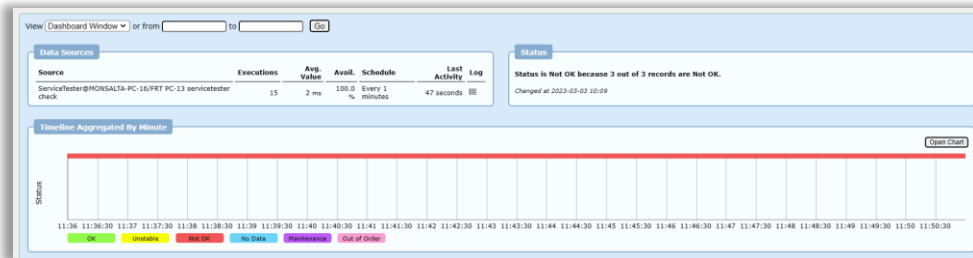 View Dashboard Window or from to Go
Data Sources
Source Executions Avg. Value Avail. Schedule Last Activity Log
ServiceTester@MONSALTA-PC-16/FRT PC-13 servicetester check 15 2 ms 100.0 % Every 1 minutes 47 seconds
Status
Status is Not OK because 3 out of 3 records are Not OK.
Changed at 2023-03-03 10:09
Timeline Aggregated By Minute
Open Chart
Status
11:36 11:36:30 11:37 11:37:30 11:38 11:38:30 11:39 11:39:30 11:40 11:40:30 11:41 11:41:30 11:42 11:42:30 11:43 11:43:30 11:44 11:44:30 11:45 11:45:30 11:46 11:46:30 11:47 11:47:30 11:48 11:48:30 11:49 11:49:30 11:50 11:50:30
OK Unstable Not OK No Data Maintenance Out of Order